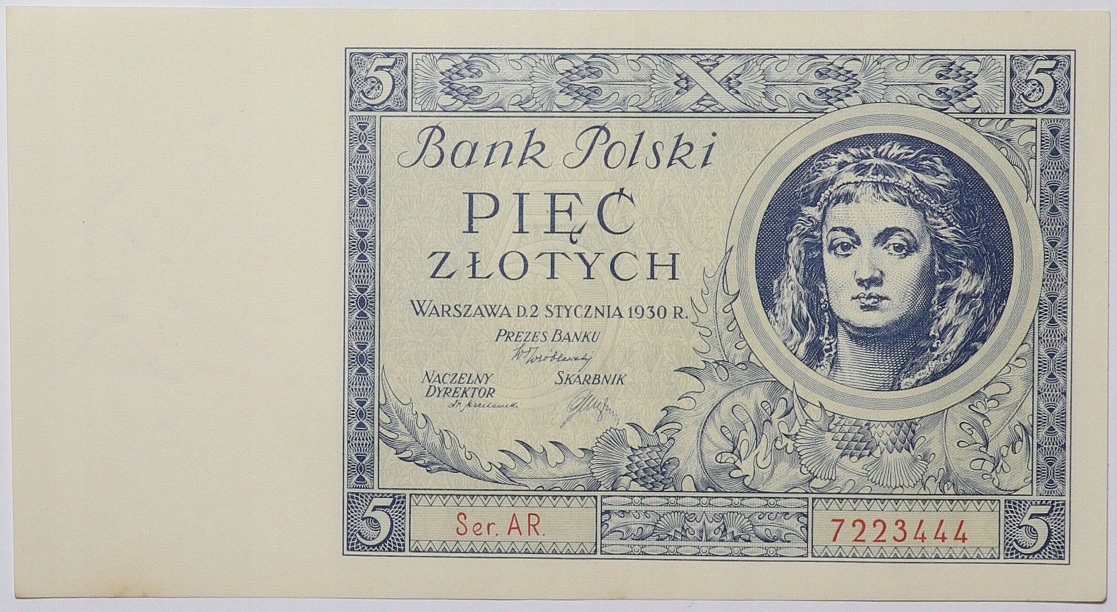 5 5
Bank Polski
PIĘĆ
ZŁOTYCH
WARSZAWA D. 2 STYCZNIA 1930 R.
PREZES BANKU
NACZELNY
DYREKTOR
SKARBNIK
5 Ser. AR. 7223444 5